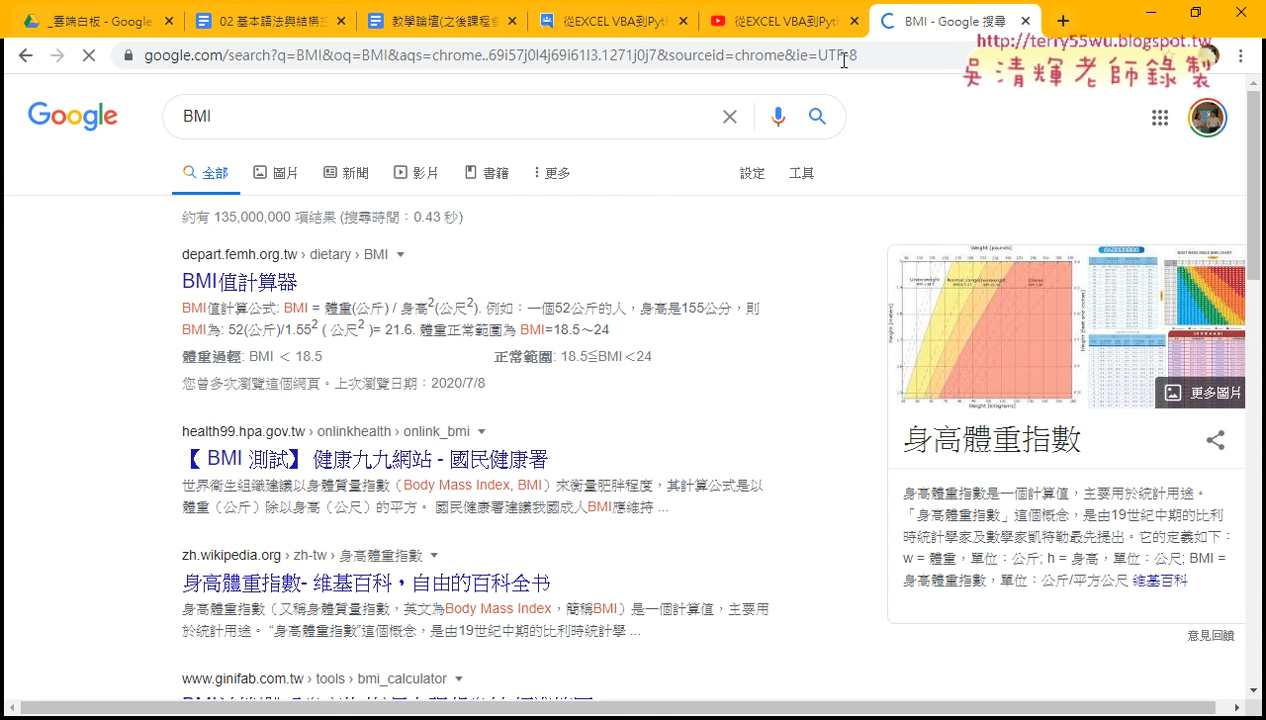 _雲端白板 - Google
02 基本語法與結構控
教學論壇(之後課程會
從EXCEL VBA到Pyth
從EXCEL VBA到Pyth
BMI - Google 搜尋
google.com/search?q=BMI&oq=BMI&aqs=chrome..69i57j0l4j69i61l3.1271j0j7&sourceid=chrome&ie=UTF-8
http://terry55wu.blogspot.tw
吳清輝老師錄製
Google
BMI
全部
圖片
新聞
影片
書籍
更多
設定
工具
約有 135,000,000 項結果 (搜尋時間：0.43 秒)
depart.femh.org.tw › dietary › BMI
BMI值計算器
BMI值計算公式: BMI = 體重(公斤) / 身高2(公尺2). 例如：一個52公斤的人，身高是155公分，則
BMI為: 52(公斤)/1.552 ( 公尺2 )= 21.6. 體重正常範圍為 BMI=18.5～24
體重過輕: BMI ＜ 18.5
正常範圍: 18.5≦BMI＜24
您曾多次瀏覽這個網頁。上次瀏覽日期：2020/7/8
health99.hpa.gov.tw › onlinkhealth › onlink_bmi
【 BMI 測試】 健康九九網站 - 國民健康署
世界衛生組織建議以身體質量指數（Body Mass Index, BMI）來衡量肥胖程度，其計算公式是以
體重（公斤）除以身高（公尺）的平方。 國民健康署建議我國成人BMI應維持 ...
zh.wikipedia.org › zh-tw › 身高體重指數
身高體重指數- 维基百科，自由的百科全书
身高體重指數（又稱身體質量指數，英文為Body Mass Index，簡稱BMI）是一個計算值，主要用
於統計用途。 “身高體重指數”這個概念，是由19世紀中期的比利時統計學 ...
www.ginifab.com.tw › tools › bmi_calculator
Weight [pounds]
Weight [kilograms]
更多圖片
身高體重指數
身高體重指數是一個計算值，主要用於統計用途。
「身高體重指數」這個概念，是由19世紀中期的比利
時統計學家及數學家凱特勒最先提出。它的定義如下：
w = 體重，單位：公斤; h = 身高，單位：公尺; BMI =
身高體重指數，單位：公斤/平方公尺 維基百科
意見回饋